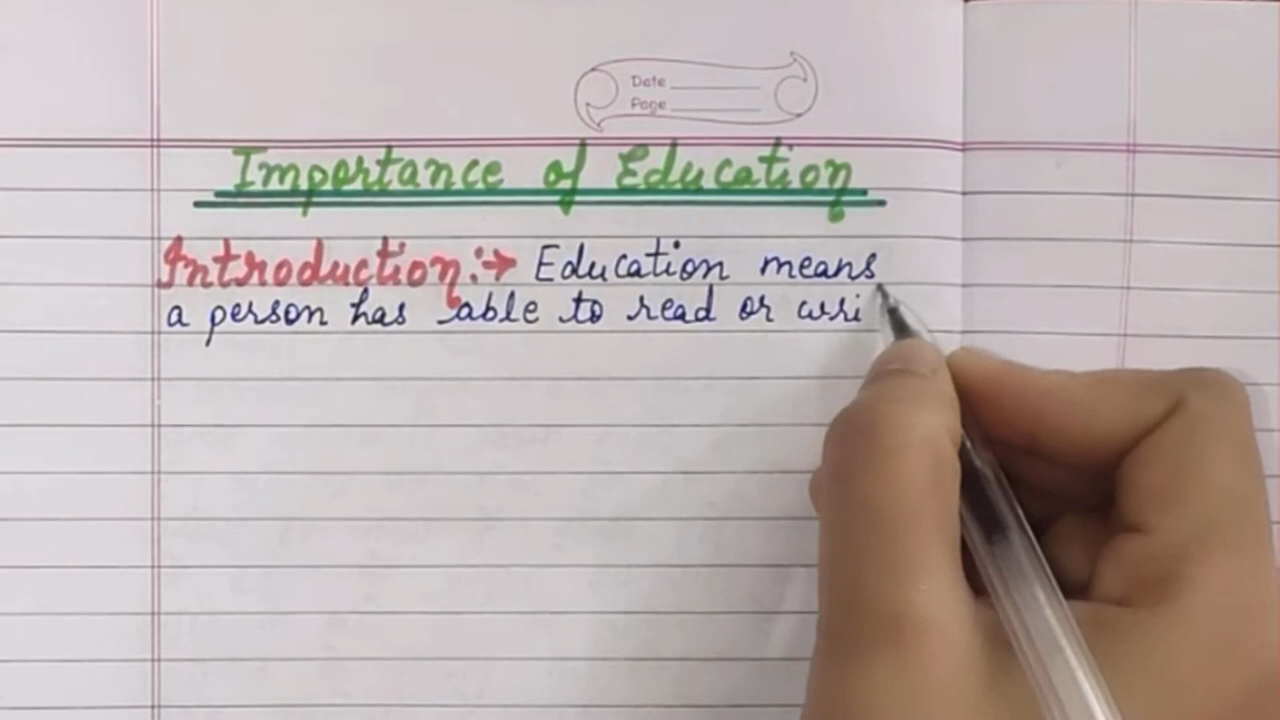 Date
Page
Importance of Education
Introduction:→ Education means
a person has able to read or wri